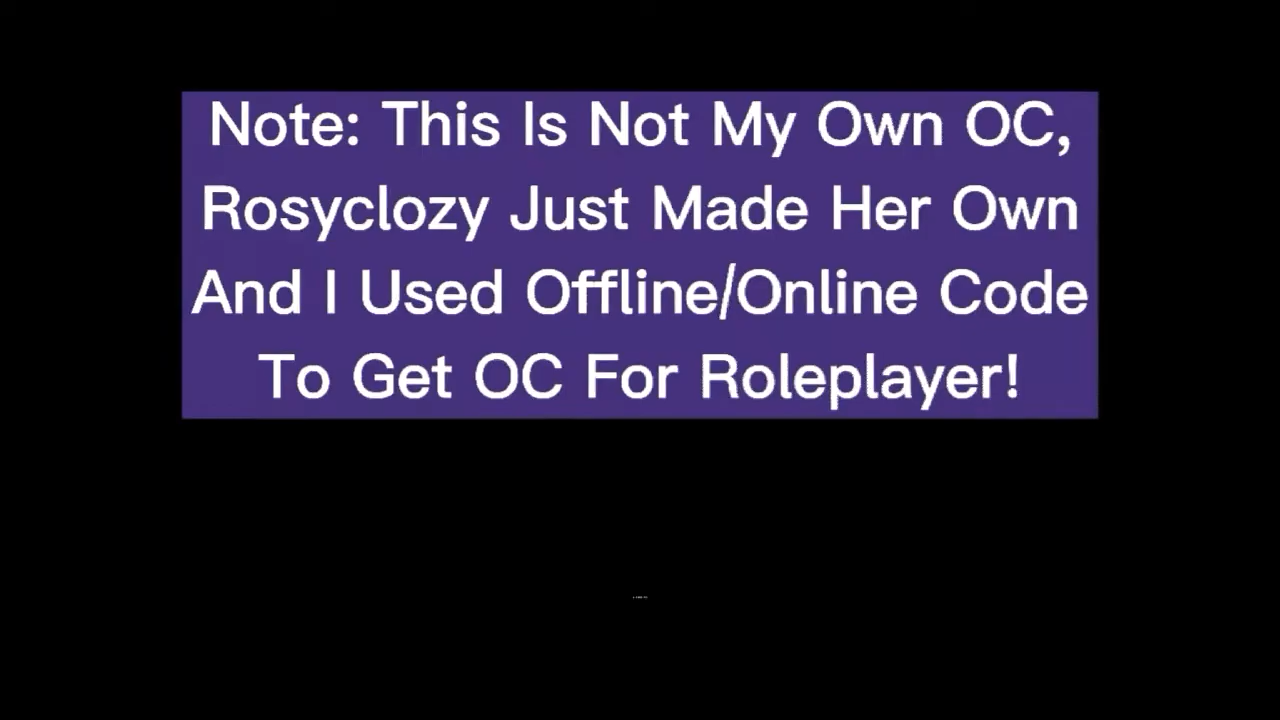 Note: This Is Not My Own OC,
Rosyclozy Just Made Her Own
And I Used Offline/Online Code
To Get OC For Roleplayer!